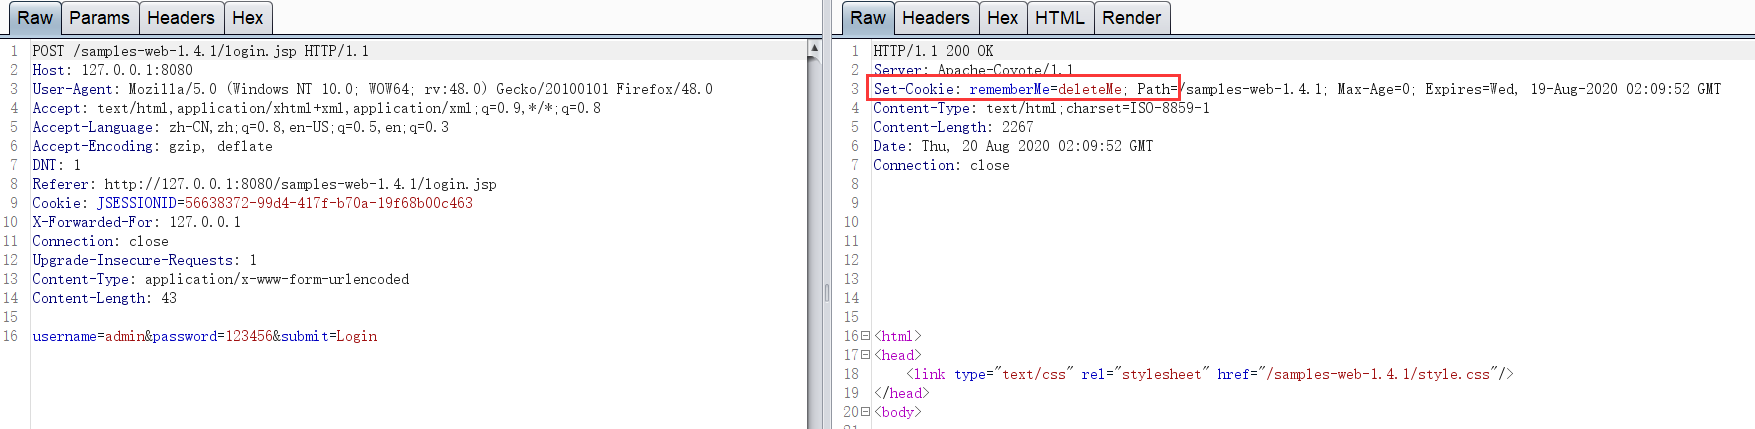 Raw Params Headers Hex
1 POST /samples-web-1.4.1/login.jsp HTTP/1.1
2 Host: 127.0.0.1:8080
3 User-Agent: Mozilla/5.0 (Windows NT 10.0; WOW64; rv:48.0) Gecko/20100101 Firefox/48.0
4 Accept: text/html,application/xhtml+xml,application/xml;q=0.9,*/*;q=0.8
5 Accept-Language: zh-CN,zh;q=0.8,en-US;q=0.5,en;q=0.3
6 Accept-Encoding: gzip, deflate
7 DNT: 1
8 Referer: http://127.0.0.1:8080/samples-web-1.4.1/login.jsp
9 Cookie: JSESSIONID=56638372-99d4-417f-b70a-19f68b00c463
10 X-Forwarded-For: 127.0.0.1
11 Connection: close
12 Upgrade-Insecure-Requests: 1
13 Content-Type: application/x-www-form-urlencoded
14 Content-Length: 43
15
16 username=admin&password=123456&submit=Login
Raw Headers Hex HTML Render
1 HTTP/1.1 200 OK
2 Server: Apache-Coyote/1.1
3 Set-Cookie: rememberMe=deleteMe; Path=/samples-web-1.4.1; Max-Age=0; Expires=Wed, 19-Aug-2020 02:09:52 GMT
4 Content-Type: text/html;charset=ISO-8859-1
5 Content-Length: 2267
6 Date: Thu, 20 Aug 2020 02:09:52 GMT
7 Connection: close
8
9
10
11
12
13
14
15
16 <html>
17 <head>
18 <link type="text/css" rel="stylesheet" href="/samples-web-1.4.1/style.css"/>
19 </head>
20 <body>